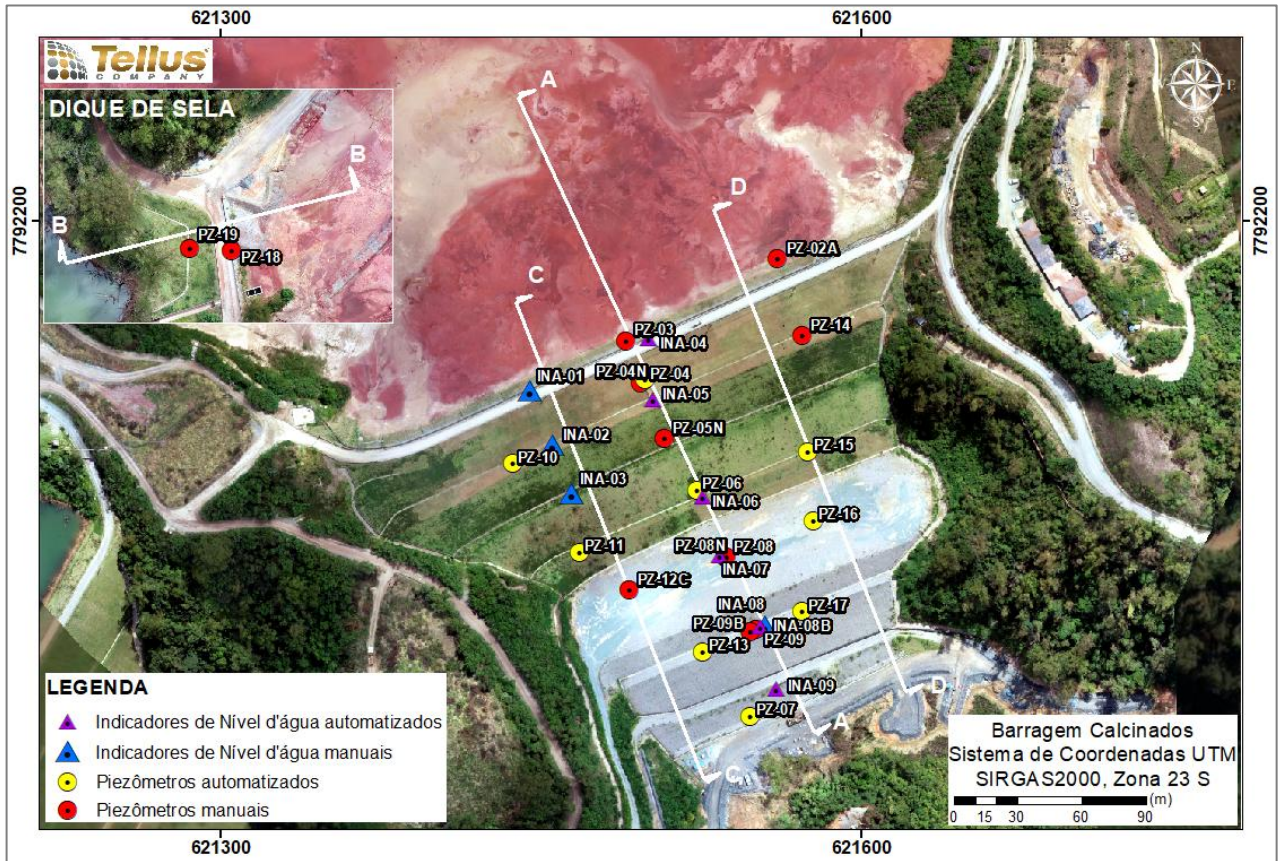 621300
621600
Tellus
COMPANY
N
E
S
DIQUE DE SELA
A
B
B
D
7792200
7792200
PZ-19
PZ-18
PZ-02A
C
PZ-03
INA-04
PZ-14
PZ-04N
PZ-04
INA-01
INA-05
INA-02
PZ-05N
PZ-10
PZ-15
INA-03
PZ-06
INA-06
PZ-16
PZ-11
PZ-08N
PZ-08
INA-07
PZ-12C
INA-08
PZ-17
PZ-09B
INA-08B
PZ-09
PZ-13
INA-09
D
PZ-07
A
C
LEGENDA
Indicadores de Nível d'água automatizados
Indicadores de Nível d'água manuais
Piezômetros automatizados
Piezômetros manuais
Barragem Calcinados
Sistema de Coordenadas UTM
SIRGAS2000, Zona 23 S
(m)
0 15 30 60 90
621300
621600